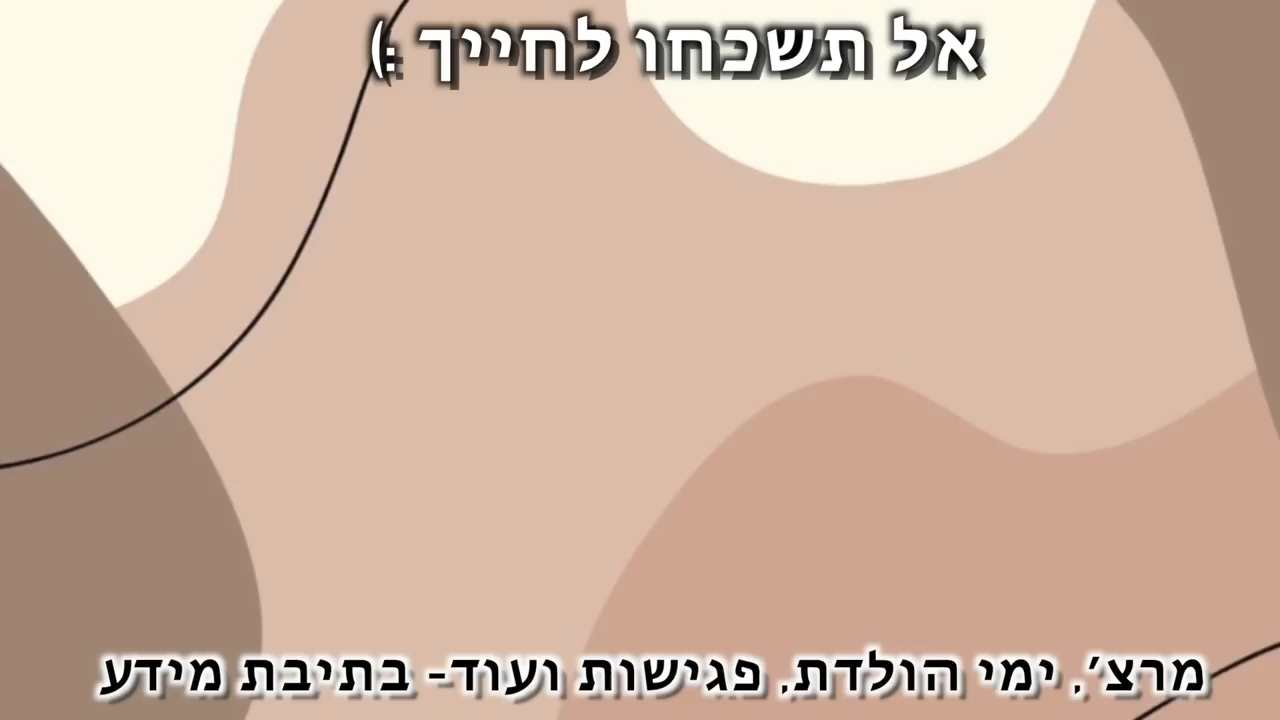 אל תשכחו לחייך :)
מרצ', ימי הולדת, פגישות ועוד- בתיבת מידע